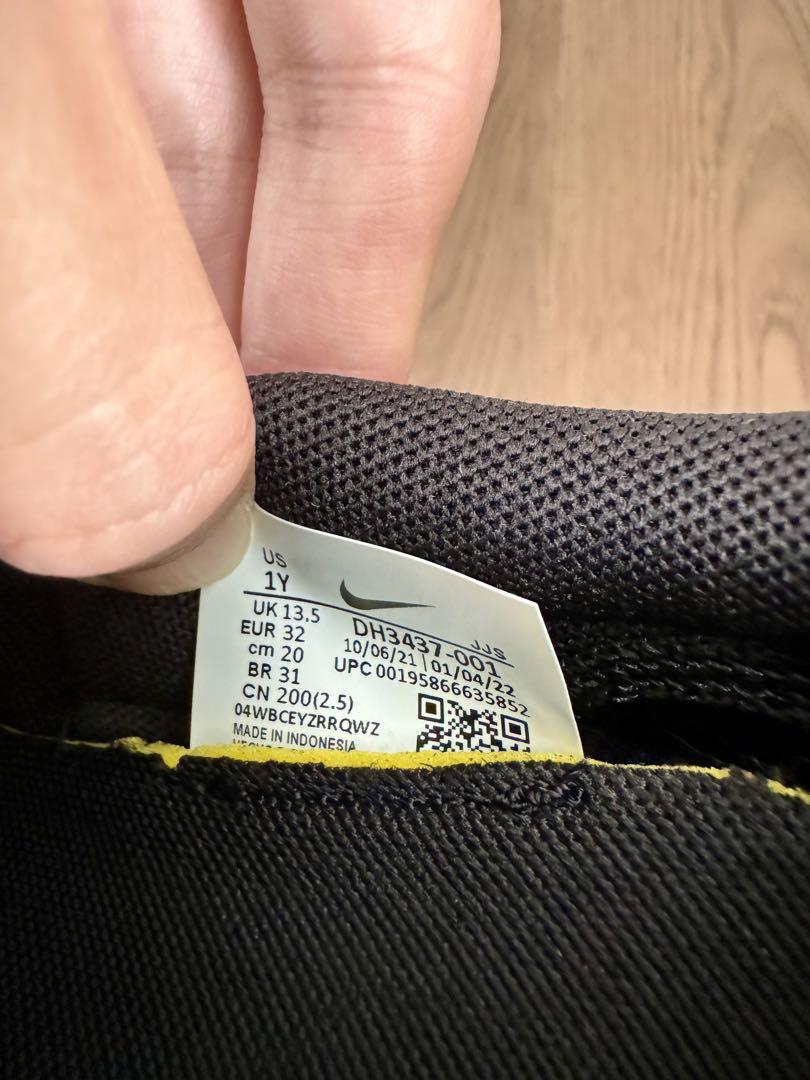 US
1Y
UK 13.5
EUR 32
cm 20
BR 31
CN 200(2.5)
04WBCEYZRRQWZ
MADE IN INDONESIA
JJS
DH3437-001
10/06/21 | 01/04/22
UPC 00195866635852